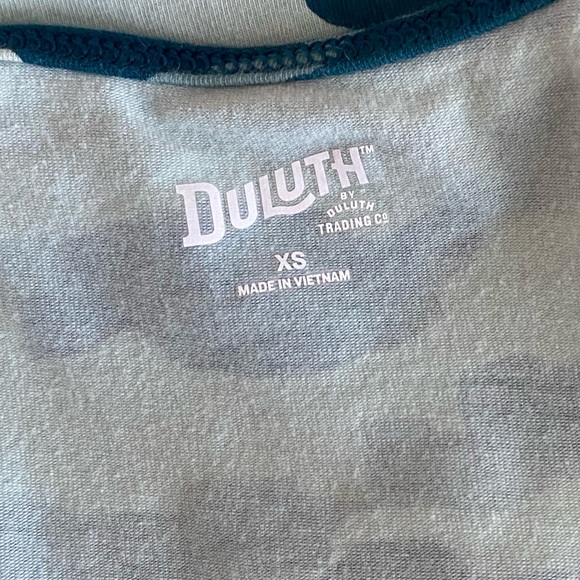 DULUTH™
BY
DULUTH
TRADING Cº
XS
MADE IN VIETNAM